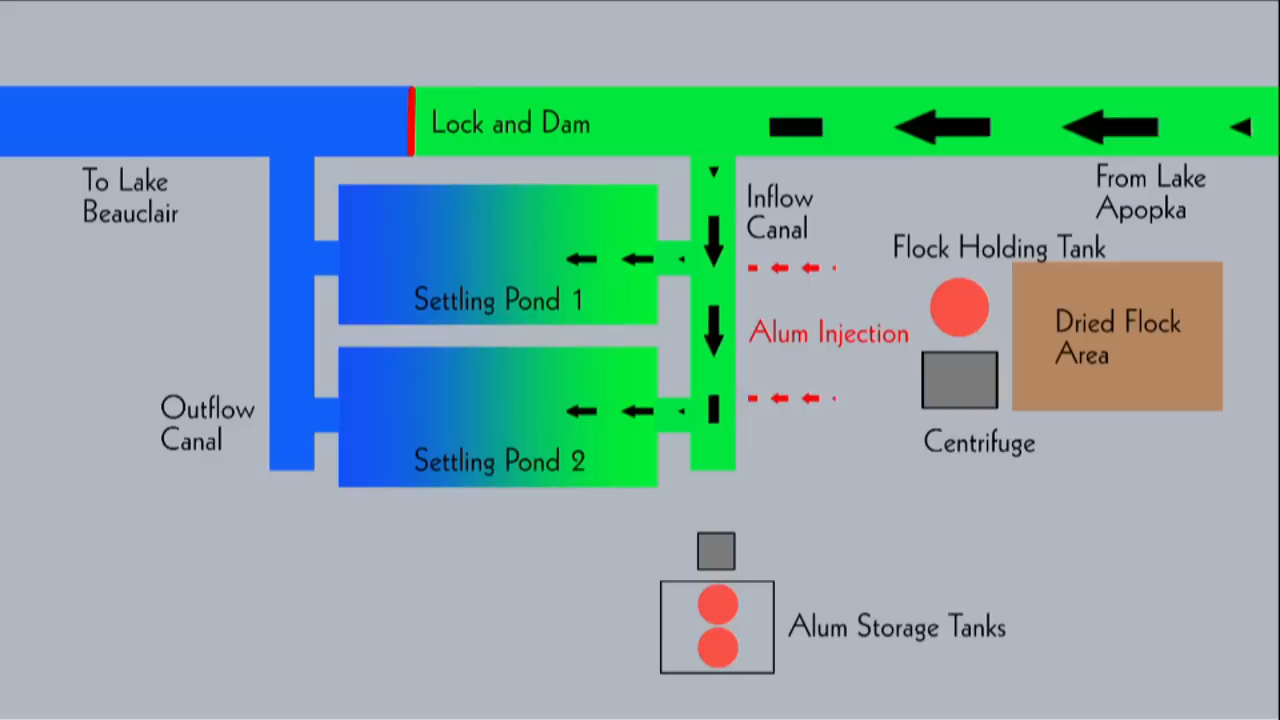 Lock and Dam
To Lake
Beauclair
From Lake
Apopka
Inflow
Canal
Flock Holding Tank
Settling Pond 1
Alum Injection
Dried Flock
Area
Outflow
Canal
Settling Pond 2
Centrifuge
Alum Storage Tanks